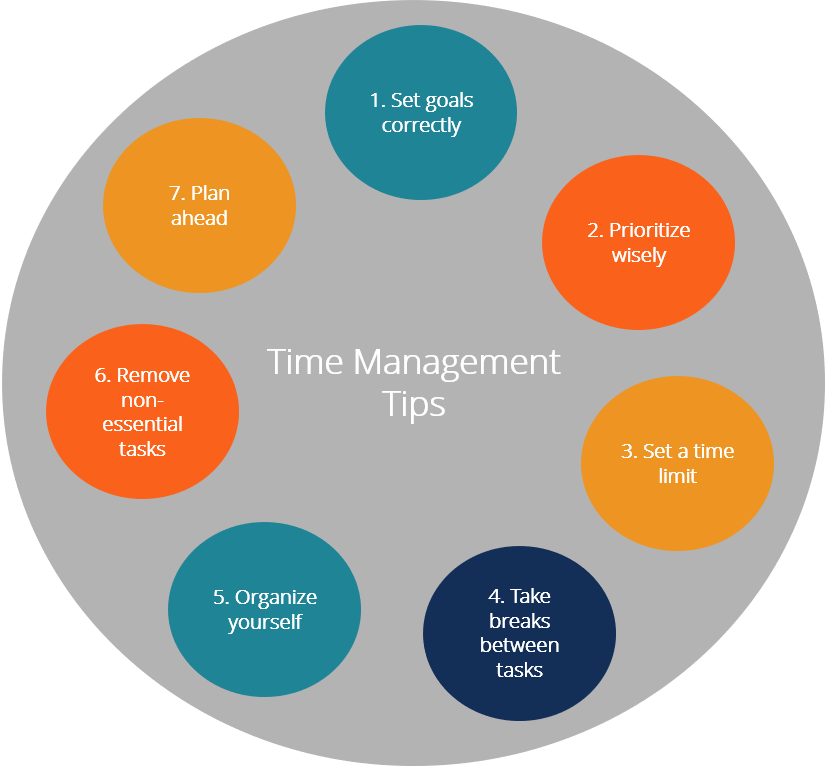 1. Set goals
correctly
2. Prioritize
wisely
3. Set a time
limit
4. Take
breaks
between
tasks
5. Organize
yourself
6. Remove
non-
essential
tasks
7. Plan
ahead
Time Management
Tips